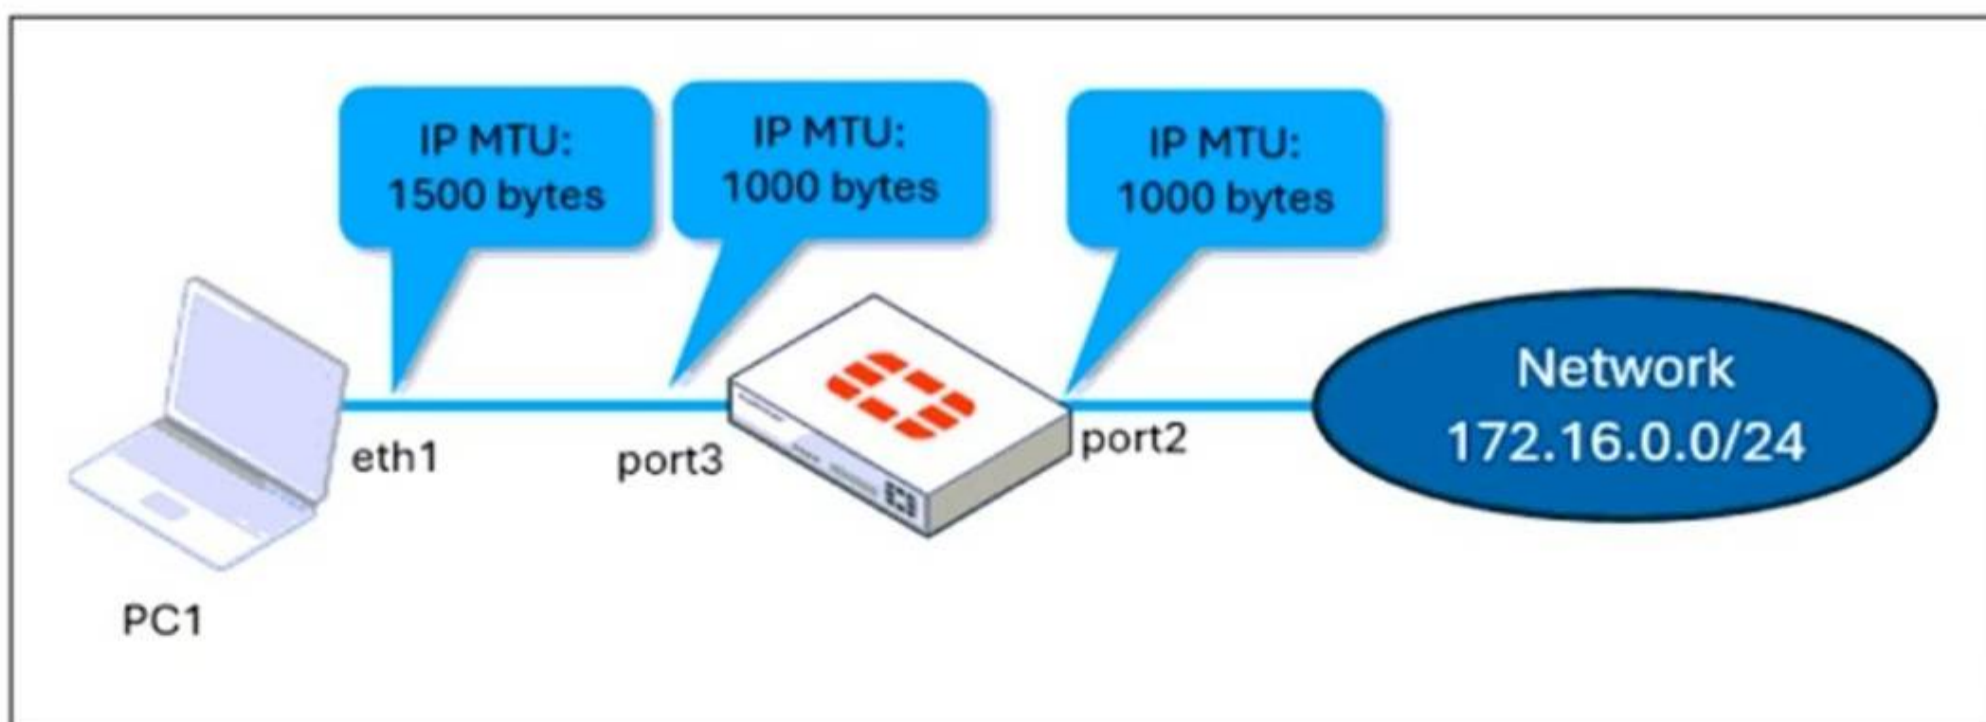 IP MTU:
1500 bytes
IP MTU:
1000 bytes
IP MTU:
1000 bytes
eth1
port3
port2
Network
172.16.0.0/24
PC1